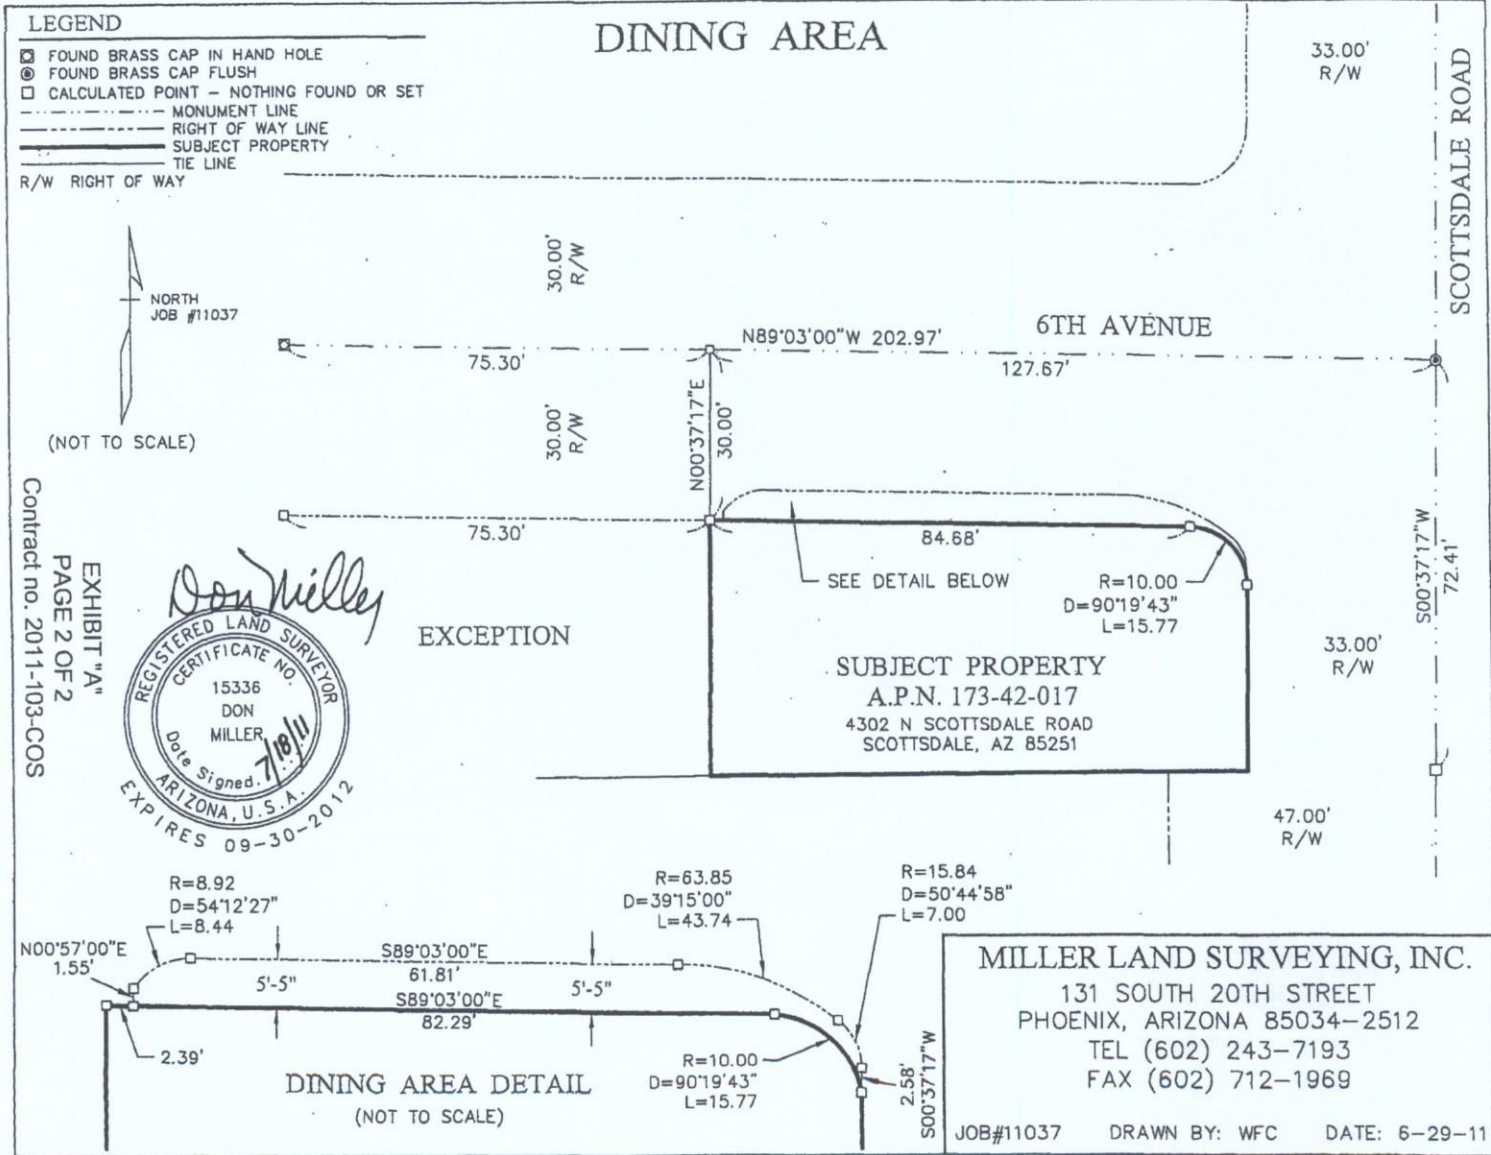 LEGEND
FOUND BRASS CAP IN HAND HOLE
FOUND BRASS CAP FLUSH
CALCULATED POINT - NOTHING FOUND OR SET
MONUMENT LINE
RIGHT OF WAY LINE
SUBJECT PROPERTY
TIE LINE
R/W RIGHT OF WAY
DINING AREA
33.00'
R/W
SCOTTSDALE ROAD
NORTH
JOB #11037
(NOT TO SCALE)
30.00'
R/W
N89°03'00"W 202.97'
6TH AVENUE
75.30'
127.67'
30.00'
R/W
N00°37'17"E
30.00'
75.30'
84.68'
SEE DETAIL BELOW
R=10.00
D=90°19'43"
L=15.77
S00°37'17"W
72.41'
33.00'
R/W
EXCEPTION
SUBJECT PROPERTY
A.P.N. 173-42-017
4302 N SCOTTSDALE ROAD
SCOTTSDALE, AZ 85251
47.00'
R/W
EXHIBIT "A"
PAGE 2 OF 2
Contract no. 2011-103-COS
Don Miller
REGISTERED LAND SURVEYOR
CERTIFICATE NO.
15336
DON
MILLER
Date Signed. 7/18/11
ARIZONA, U.S.A.
EXPIRES 09-30-2012
R=8.92
D=54°12'27"
L=8.44
R=63.85
D=39°15'00"
L=43.74
R=15.84
D=50°44'58"
L=7.00
N00°57'00"E
1.55'
S89°03'00"E
61.81'
5'-5"
5'-5"
S89°03'00"E
82.29'
2.39'
R=10.00
D=90°19'43"
L=15.77
2.58'
S00°37'17"W
DINING AREA DETAIL
(NOT TO SCALE)
MILLER LAND SURVEYING, INC.
131 SOUTH 20TH STREET
PHOENIX, ARIZONA 85034-2512
TEL (602) 243-7193
FAX (602) 712-1969
JOB#11037 DRAWN BY: WFC DATE: 6-29-11